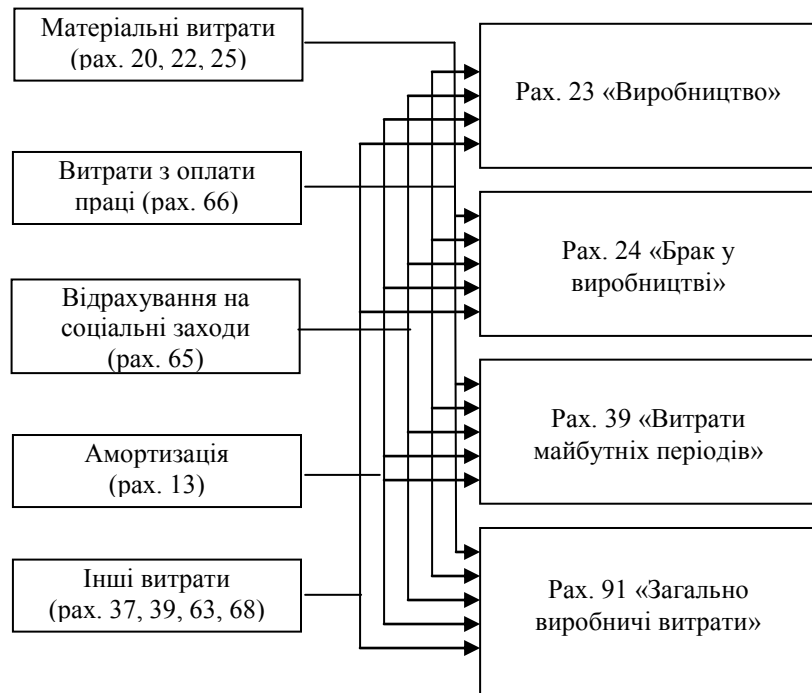 Матеріальні витрати
(рах. 20, 22, 25)
Витрати з оплати
праці (рах. 66)
Відрахування на
соціальні заходи
(рах. 65)
Амортизація
(рах. 13)
Інші витрати
(рах. 37, 39, 63, 68)
Рах. 23 «Виробництво»
Рах. 24 «Брак у
виробництві»
Рах. 39 «Витрати
майбутніх періодів»
Рах. 91 «Загально
виробничі витрати»